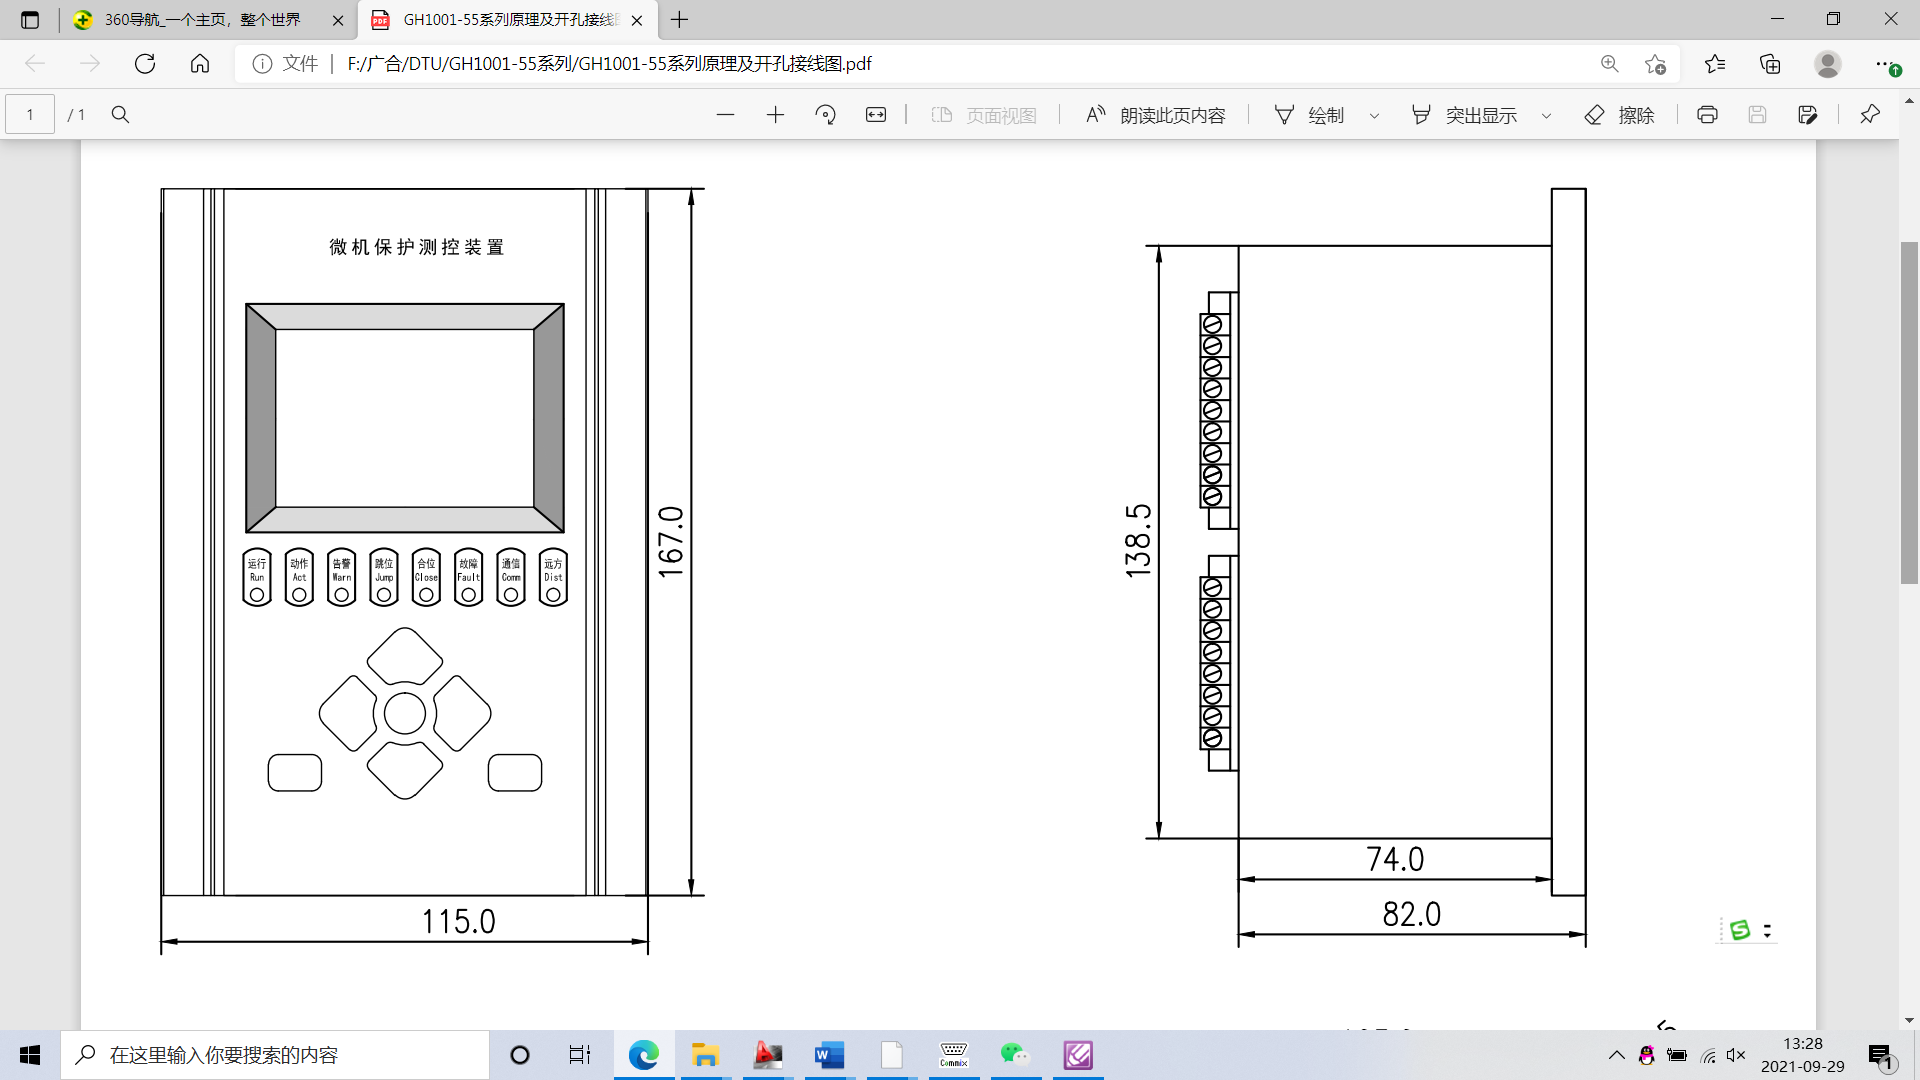 360导航_一个主页，整个世界
GH1001-55系列原理及开孔接线图
文件
F:/广合/DTU/GH1001-55系列/GH1001-55系列原理及开孔接线图.pdf
1 / 1
页面视图
朗读此页内容
绘制
突出显示
擦除
微机保护测控装置
运行 Run
动作 Act
告警 Warn
跳位 Jump
合位 Close
故障 Fault
通信 Comm
远方 Dist
167.0
115.0
138.5
74.0
82.0
在这里输入你要搜索的内容
Commix
13:28
2021-09-29
1